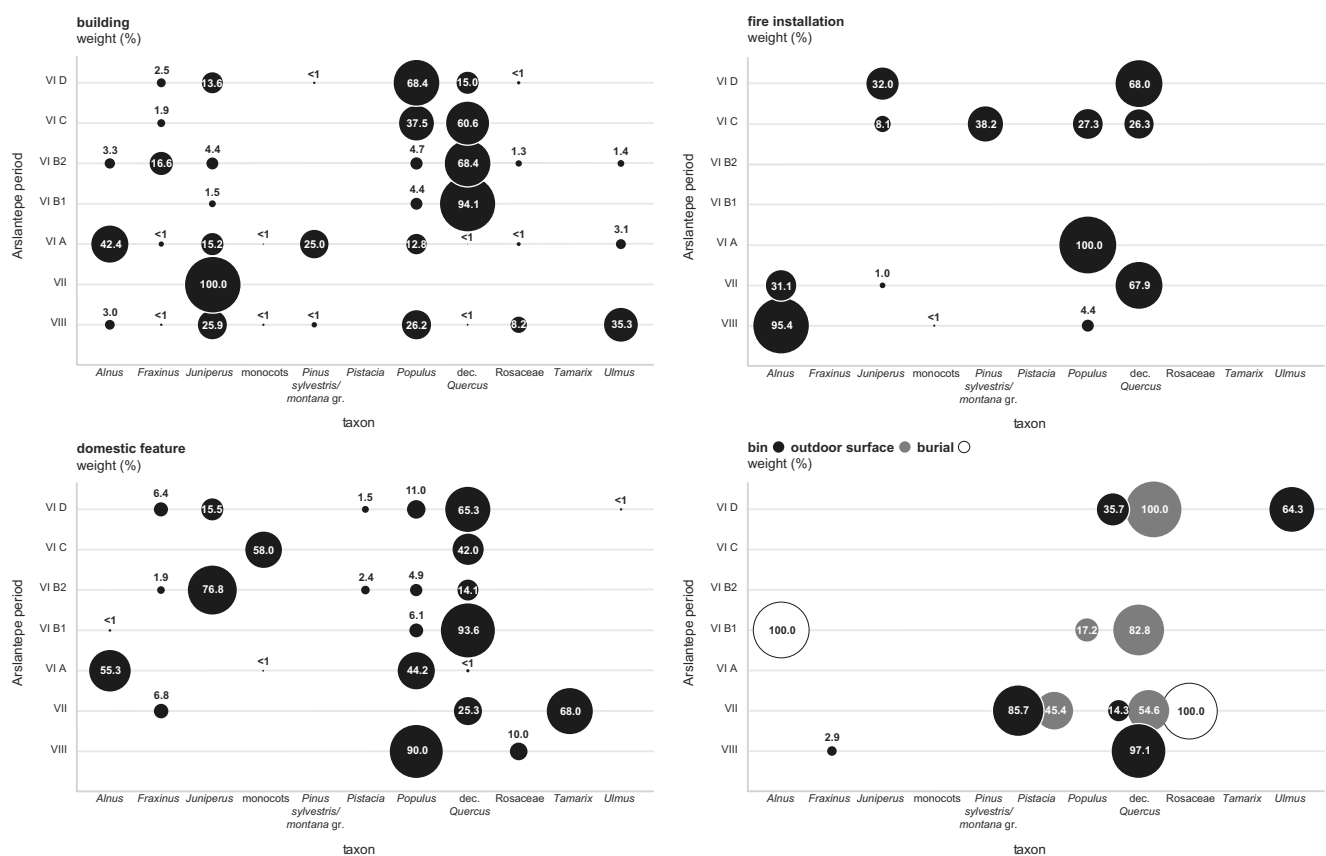 building
weight (%)
Arslantepe period
VI D
2.5
13.6
<1
68.4
15.0
<1
VI C
1.9
37.5
60.6
VI B2
3.3
16.6
4.4
4.7
68.4
1.3
1.4
VI B1
1.5
4.4
94.1
VI A
42.4
<1
15.2
<1
25.0
12.8
<1
<1
3.1
VII
100.0
VIII
3.0
<1
25.9
<1
<1
26.2
<1
8.2
35.3
Alnus Fraxinus Juniperus monocots Pinus Pistacia Populus dec. Rosaceae Tamarix Ulmus
sylvestris/ Quercus
montana gr.
taxon
fire installation
weight (%)
Arslantepe period
VI D
32.0
68.0
VI C
8.1
38.2
27.3
26.3
VI B2
VI B1
VI A
100.0
VII
31.1
1.0
67.9
VIII
95.4
<1
4.4
Alnus Fraxinus Juniperus monocots Pinus Pistacia Populus dec. Rosaceae Tamarix Ulmus
sylvestris/ Quercus
montana gr.
taxon
domestic feature
weight (%)
Arslantepe period
VI D
6.4
15.5
1.5
11.0
65.3
<1
VI C
58.0
42.0
VI B2
1.9
76.8
2.4
4.9
14.1
VI B1
<1
6.1
93.6
VI A
55.3
<1
44.2
<1
VII
6.8
25.3
68.0
VIII
90.0
10.0
Alnus Fraxinus Juniperus monocots Pinus Pistacia Populus dec. Rosaceae Tamarix Ulmus
sylvestris/ Quercus
montana gr.
taxon
bin outdoor surface burial
weight (%)
Arslantepe period
VI D
35.7
100.0
64.3
VI C
VI B2
VI B1
100.0
17.2
82.8
VI A
VII
85.7
45.4
14.3
54.6
100.0
VIII
2.9
97.1
Alnus Fraxinus Juniperus monocots Pinus Pistacia Populus dec. Rosaceae Tamarix Ulmus
sylvestris/ Quercus
montana gr.
taxon